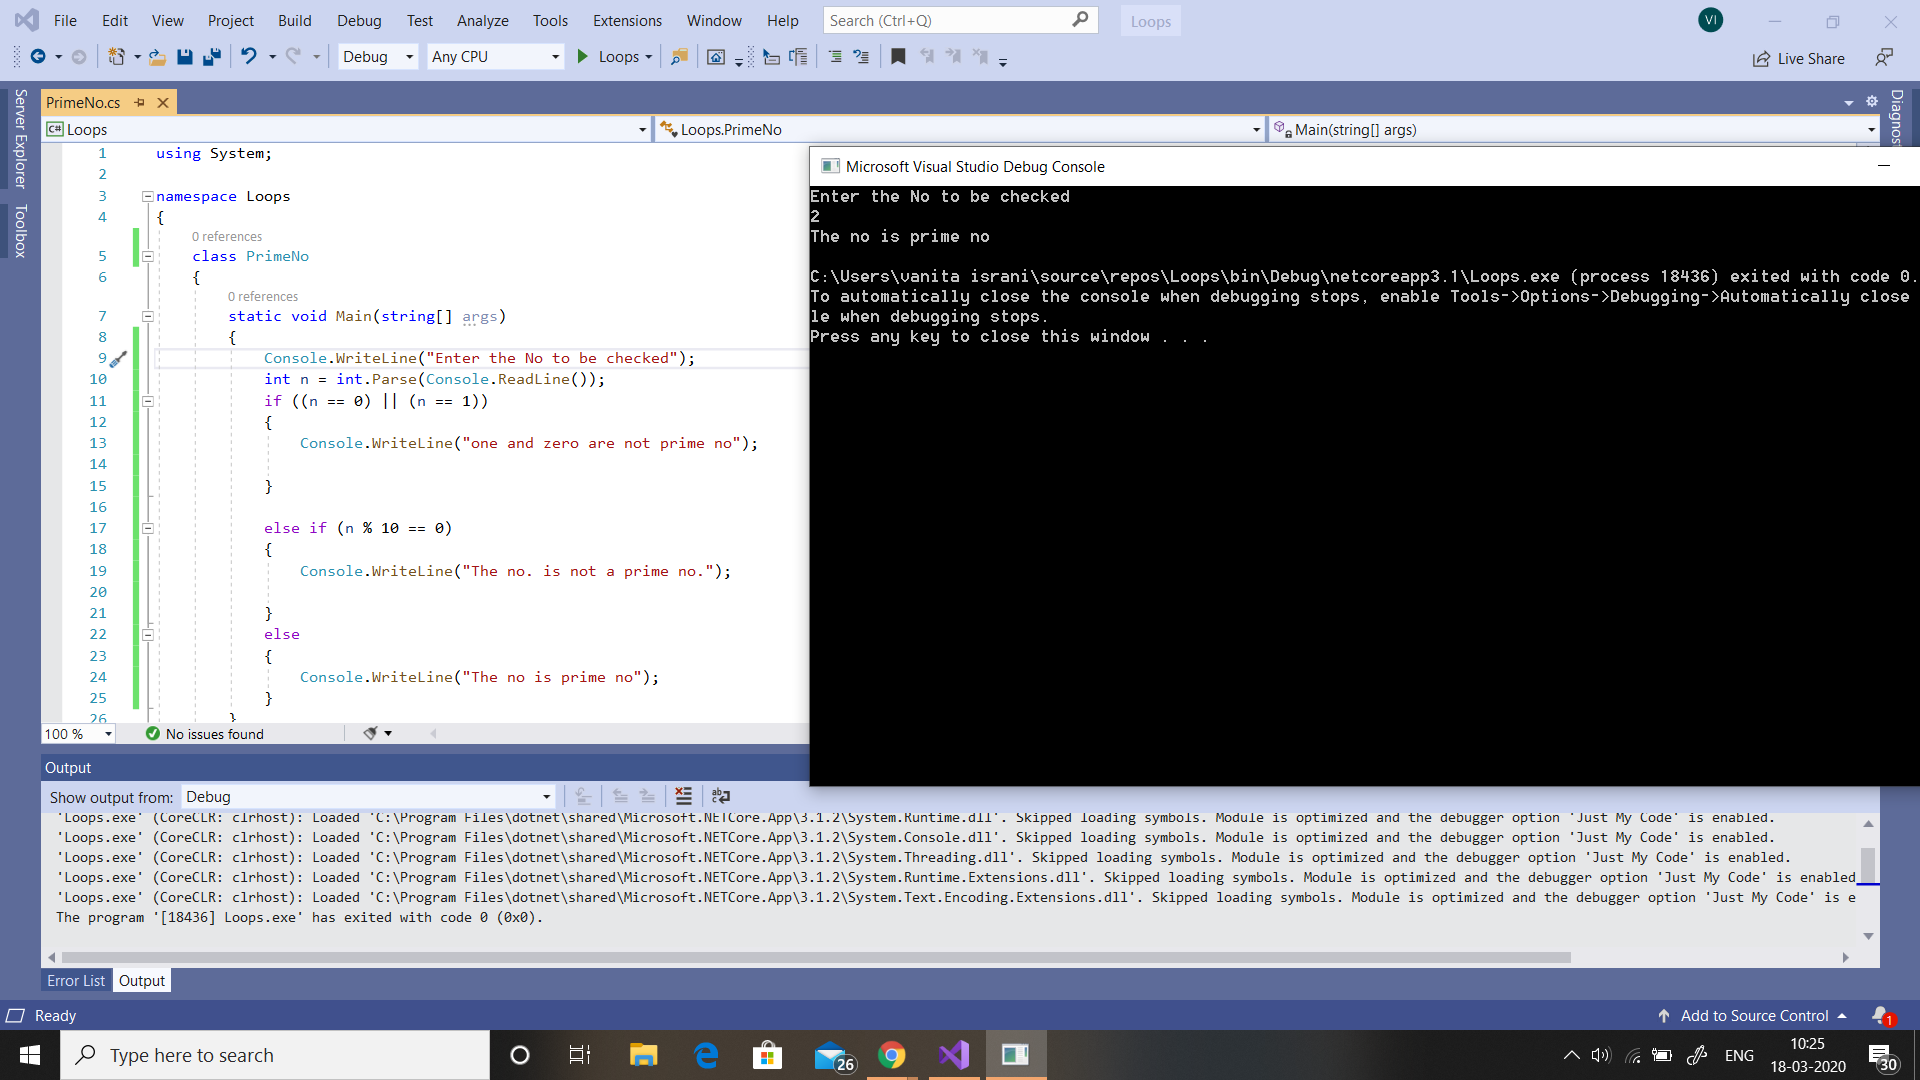 File Edit View Project Build Debug Test Analyze Tools Extensions Window Help Search (Ctrl+Q) Loops VI
Debug Any CPU Loops Live Share
Server Explorer
Toolbox
PrimeNo.cs
Loops Loops.PrimeNo Main(string[] args)
1 using System;
2
3 namespace Loops
4 {
0 references
5 class PrimeNo
6 {
0 references
7 static void Main(string[] args)
8 {
9 Console.WriteLine("Enter the No to be checked");
10 int n = int.Parse(Console.ReadLine());
11 if ((n == 0) || (n == 1))
12 {
13 Console.WriteLine("one and zero are not prime no");
14
15 }
16
17 else if (n % 10 == 0)
18 {
19 Console.WriteLine("The no. is not a prime no.");
20
21 }
22 else
23 {
24 Console.WriteLine("The no is prime no");
25 }
26 }
100 % No issues found
Diagnost
Microsoft Visual Studio Debug Console
Enter the No to be checked
2
The no is prime no
C:\Users\vanita israni\source\repos\Loops\bin\Debug\netcoreapp3.1\Loops.exe (process 18436) exited with code 0.
To automatically close the console when debugging stops, enable Tools->Options->Debugging->Automatically close
le when debugging stops.
Press any key to close this window . . .
Output
Show output from: Debug
'Loops.exe' (CoreCLR: clrhost): Loaded 'C:\Program Files\dotnet\shared\Microsoft.NETCore.App\3.1.2\System.Runtime.dll'. Skipped loading symbols. Module is optimized and the debugger option 'Just My Code' is enabled.
'Loops.exe' (CoreCLR: clrhost): Loaded 'C:\Program Files\dotnet\shared\Microsoft.NETCore.App\3.1.2\System.Console.dll'. Skipped loading symbols. Module is optimized and the debugger option 'Just My Code' is enabled.
'Loops.exe' (CoreCLR: clrhost): Loaded 'C:\Program Files\dotnet\shared\Microsoft.NETCore.App\3.1.2\System.Threading.dll'. Skipped loading symbols. Module is optimized and the debugger option 'Just My Code' is enabled.
'Loops.exe' (CoreCLR: clrhost): Loaded 'C:\Program Files\dotnet\shared\Microsoft.NETCore.App\3.1.2\System.Runtime.Extensions.dll'. Skipped loading symbols. Module is optimized and the debugger option 'Just My Code' is enabled
'Loops.exe' (CoreCLR: clrhost): Loaded 'C:\Program Files\dotnet\shared\Microsoft.NETCore.App\3.1.2\System.Text.Encoding.Extensions.dll'. Skipped loading symbols. Module is optimized and the debugger option 'Just My Code' is e
The program '[18436] Loops.exe' has exited with code 0 (0x0).
Error List Output
Ready Add to Source Control 1
Type here to search 26 ENG 10:25
18-03-2020 30